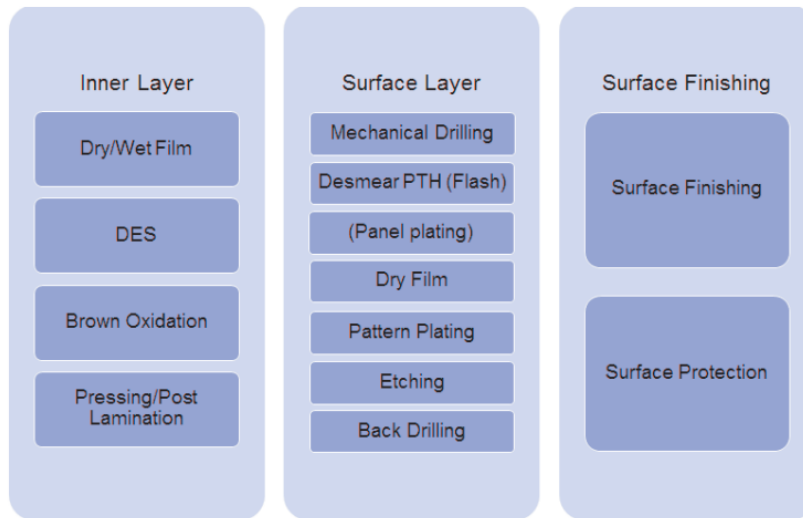 Inner Layer
Dry/Wet Film
DES
Brown Oxidation
Pressing/Post
Lamination
Surface Layer
Mechanical Drilling
Desmear PTH (Flash)
(Panel plating)
Dry Film
Pattern Plating
Etching
Back Drilling
Surface Finishing
Surface Finishing
Surface Protection